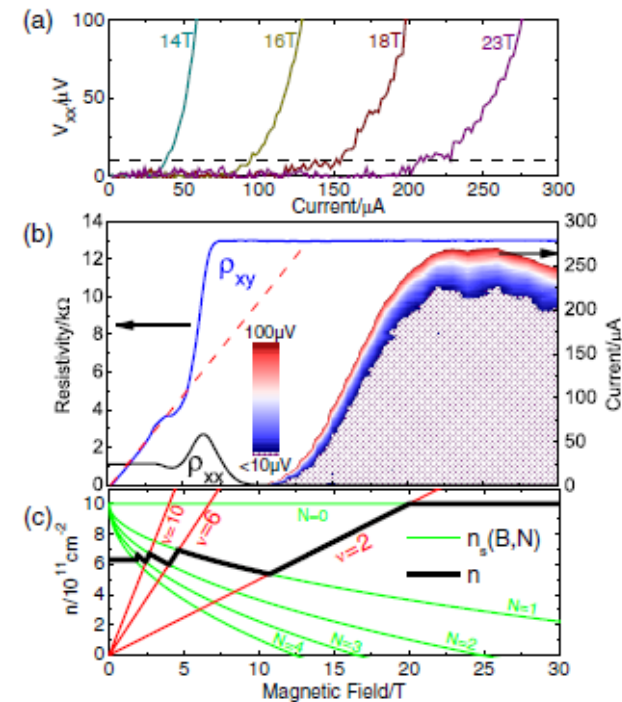 (a)
100
50
0
V_xx/μV
14T
16T
18T
23T
0 50 100 150 200 250 300
Current/μA
(b)
14
12
10
8
6
4
2
0
Resistivity/kΩ
ρ_xy
ρ_xx
100μV
<10μV
300
250
200
150
100
50
0
Current/μA
(c)
10
8
6
4
2
0
n/10^11cm^-2
ν=10
ν=6
ν=2
N=0
N=1
N=2
N=3
N=4
n_s(B,N)
n
0 5 10 15 20 25 30
Magnetic Field/T